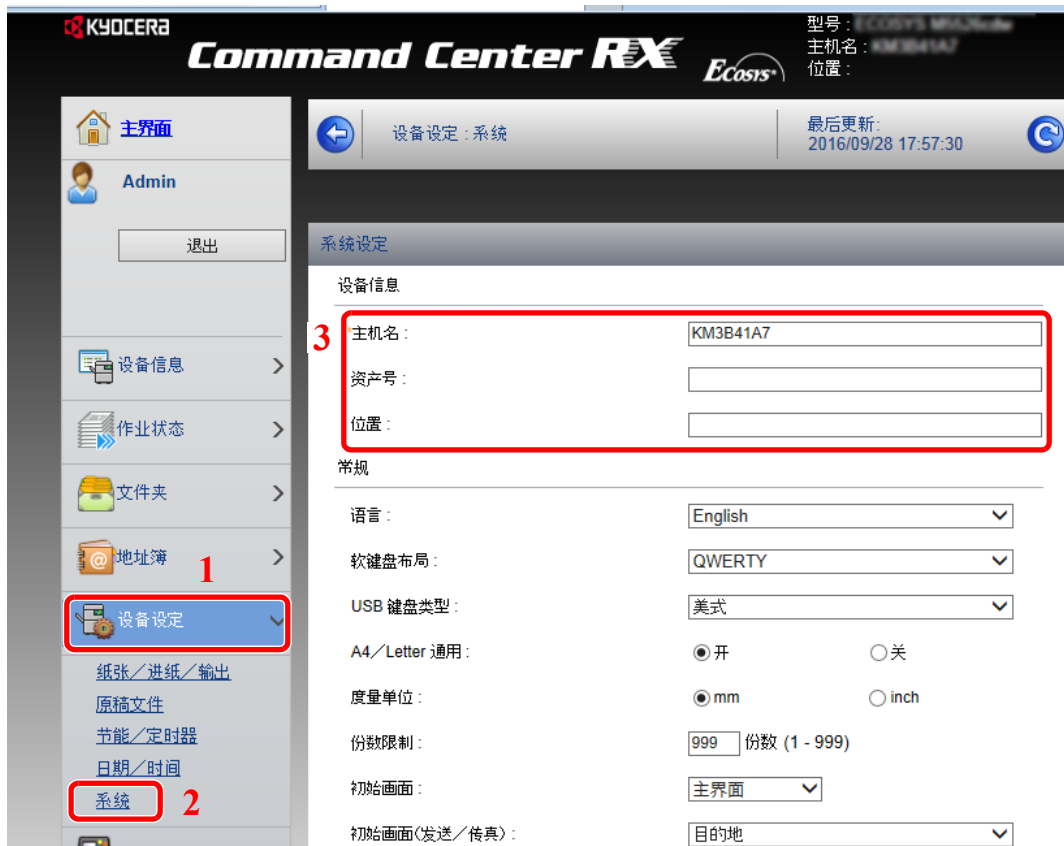 KYOCERA
Command Center RX
Ecosys
型号 :
主机名 :
位置 :
主界面
Admin
退出
设备信息
作业状态
文件夹
地址簿
1
设备设定
纸张／进纸／输出
原稿文件
节能／定时器
日期／时间
系统
2
设备设定 : 系统
最后更新:
2016/09/28 17:57:30
系统设定
设备信息
3
*主机名 : KM3B41A7
资产号 :
位置 :
常规
语言 : English
软键盘布局 : QWERTY
USB 键盘类型 : 美式
A4／Letter 通用 : 开 关
度量单位 : mm inch
份数限制 : 999 份数 (1 - 999)
初始画面 : 主界面
初始画面(发送／传真) : 目的地